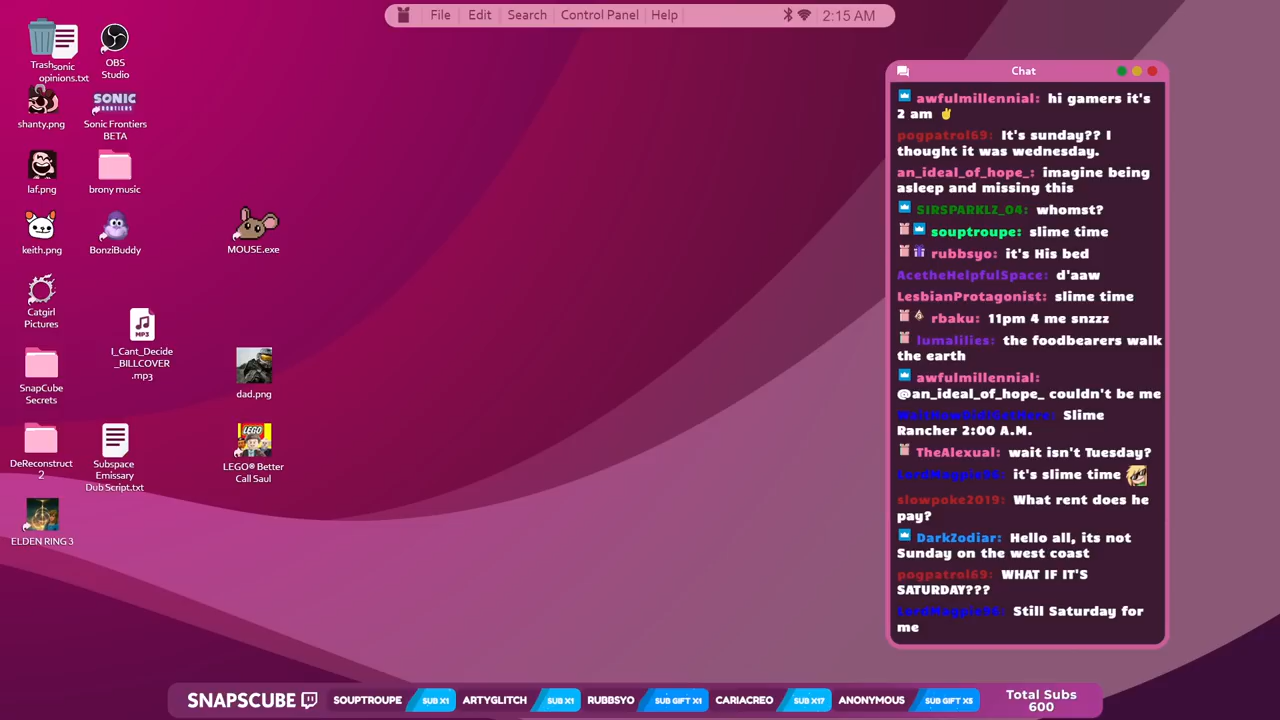 File Edit Search Control Panel Help 2:15 AM
Trash
sonic
opinions.txt
OBS
Studio
shanty.png
SONIC
FRONTIERS
Sonic Frontiers
BETA
laf.png
brony music
keith.png
BonziBuddy
MOUSE.exe
Catgirl
Pictures
MP3
I_Cant_Decide
_BILLCOVER
.mp3
SnapCube
Secrets
dad.png
DeReconstruct
2
Subspace
Emissary
Dub Script.txt
LEGO
LEGO® Better
Call Saul
ELDEN RING 3
Chat
awfulmillennial: hi gamers it's
2 am ✌
pogpatrol69: It's sunday?? I
thought it was wednesday.
an_ideal_of_hope_: imagine being
asleep and missing this
SIRSPARKLZ_04: whomst?
souptroupe: slime time
rubbsyo: it's His bed
AcetheHelpfulSpace: d'aaw
LesbianProtagonist: slime time
rbaku: 11pm 4 me snzzz
lumalilies: the foodbearers walk
the earth
awfulmillennial:
@an_ideal_of_hope_ couldn't be me
WaitHowDidIGetHere: Slime
Rancher 2:00 A.M.
TheAlexual: wait isn't Tuesday?
LordMagpie96: it's slime time
slowpoke2019: What rent does he
pay?
DarkZodiar: Hello all, its not
Sunday on the west coast
pogpatrol69: WHAT IF IT'S
SATURDAY???
LordMagpie96: Still Saturday for
me
SNAPSCUBE SOUPTROUPE SUB X1 ARTYGLITCH SUB X1 RUBBSYO SUB GIFT X1 CARIACREO SUB X17 ANONYMOUS SUB GIFT X5 Total Subs
600